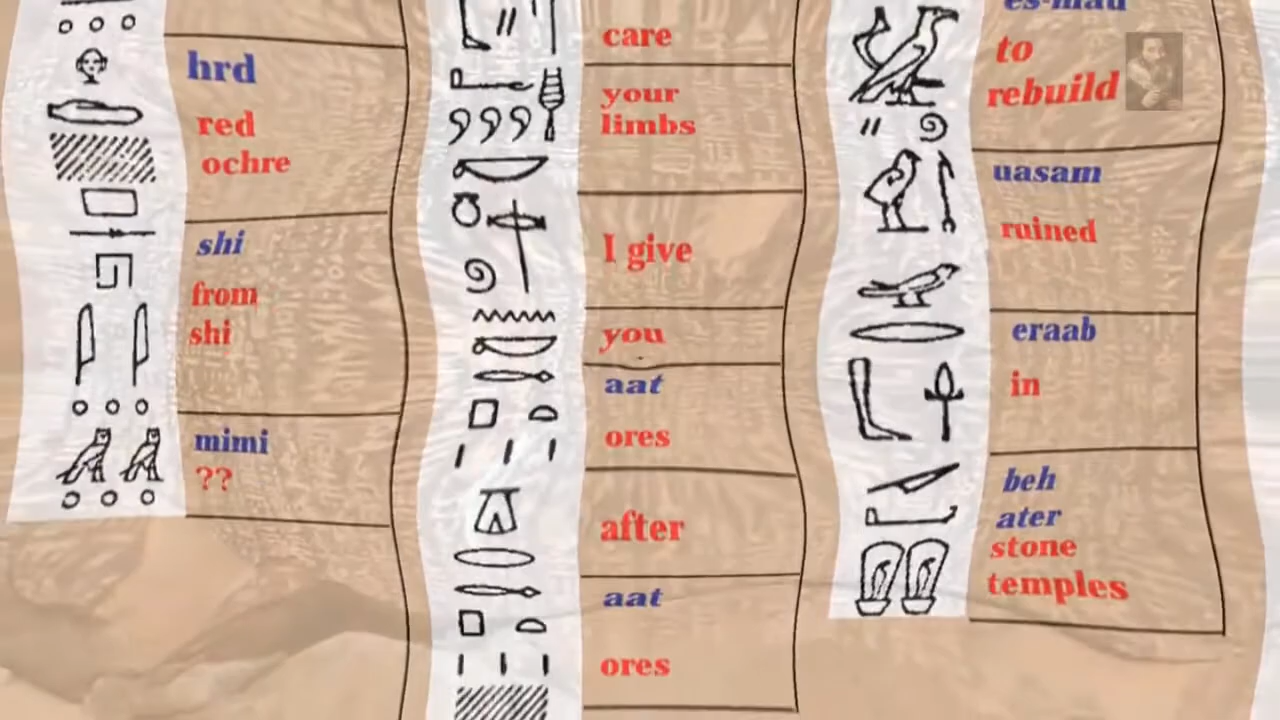 hrd
red
ochre
shi
from
shi
mimi
??
care
your
limbs
I give
you
aat
ores
after
aat
ores
to
rebuild
uasam
ruined
eraab
in
beh
ater
stone
temples